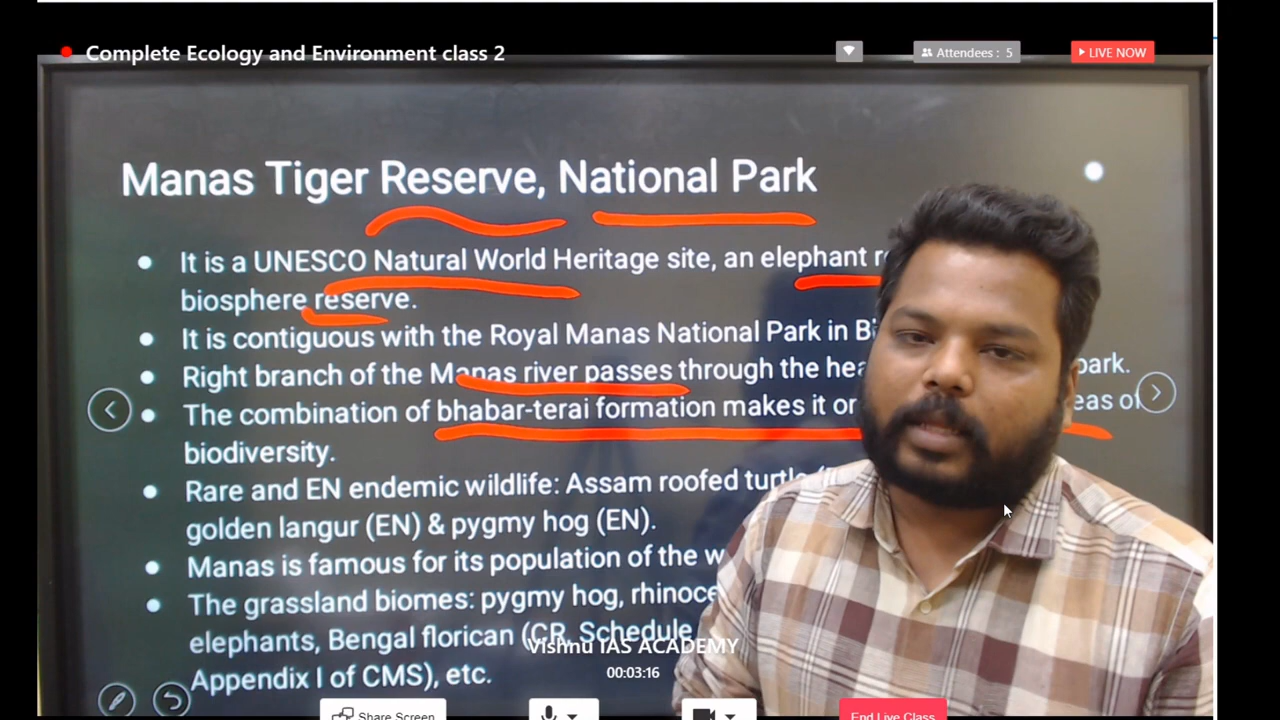 Complete Ecology and Environment class 2
Attendees : 5
LIVE NOW
Manas Tiger Reserve, National Park
It is a UNESCO Natural World Heritage site, an elephant
biosphere reserve.
It is contiguous with the Royal Manas National Park in
Right branch of the Manas river passes through the park.
The combination of bhabar-terai formation makes it of
biodiversity.
Rare and EN endemic wildlife: Assam roofed turtle
golden langur (EN) & pygmy hog (EN).
Manas is famous for its population of the
The grassland biomes: pygmy hog,
elephants, Bengal florican (CR, Schedule
Vishnu IAS ACADEMY
00:03:16
Appendix I of CMS), etc.
Share Screen
End Live Class